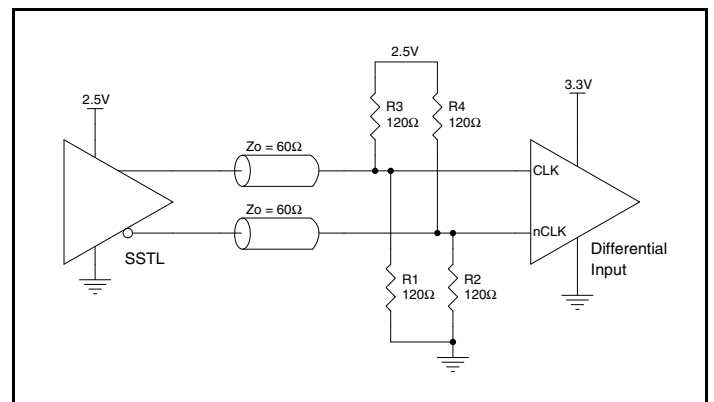 2.5V
2.5V
3.3V
R3
120Ω
R4
120Ω
Zo = 60Ω
CLK
Zo = 60Ω
nCLK
SSTL
Differential
Input
R1
120Ω
R2
120Ω